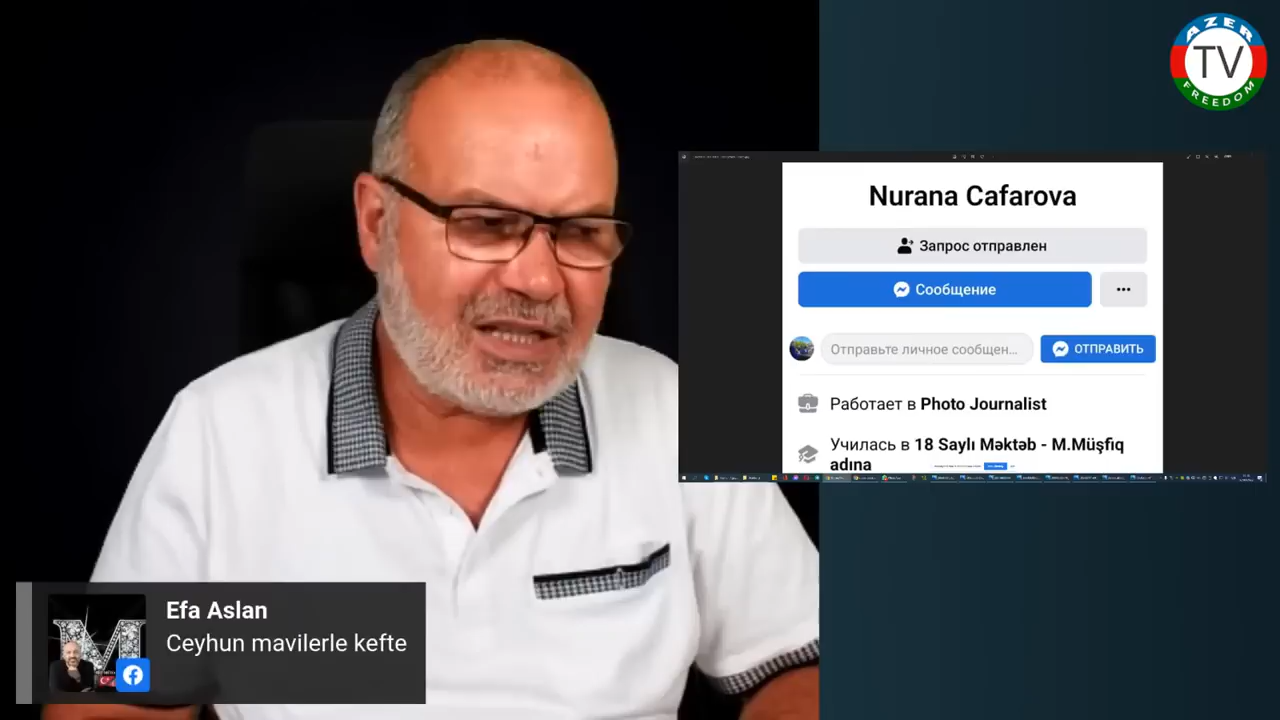 AZER
TV
FREEDOM
Nurana Cafarova
Запрос отправлен
Сообщение
Отправьте личное сообщен...
ОТПРАВИТЬ
Работает в Photo Journalist
Училась в 18 Saylı Məktəb - M.Müşfiq
adına
Efa Aslan
Ceyhun mavilerle kefte